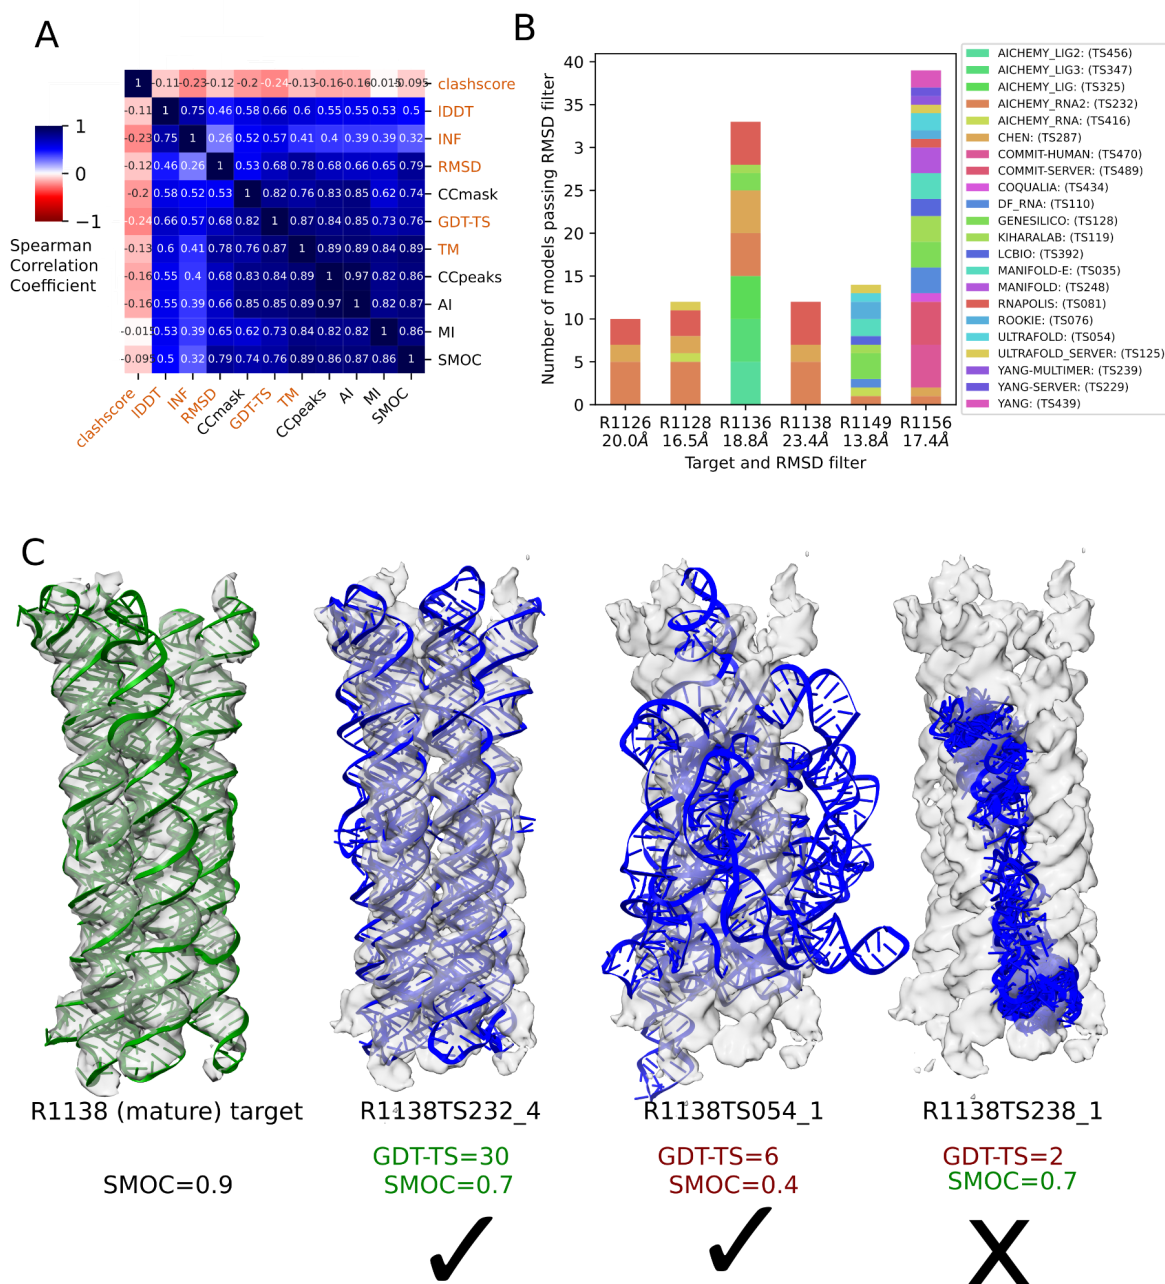 A
1 -0.11 -0.23 -0.12 -0.2 -0.24 -0.13 -0.16 -0.16 -0.015 -0.095 clashscore
-0.11 1 0.75 0.46 0.58 0.66 0.6 0.55 0.55 0.53 0.5 lDDT
-0.23 0.75 1 0.26 0.52 0.57 0.41 0.4 0.39 0.39 0.32 INF
-0.12 0.46 0.26 1 0.53 0.68 0.78 0.68 0.66 0.65 0.79 RMSD
-0.2 0.58 0.52 0.53 1 0.82 0.76 0.83 0.85 0.62 0.74 CCmask
-0.24 0.66 0.57 0.68 0.82 1 0.87 0.84 0.85 0.73 0.76 GDT-TS
-0.13 0.6 0.41 0.78 0.76 0.87 1 0.89 0.89 0.84 0.89 TM
-0.16 0.55 0.4 0.68 0.83 0.84 0.89 1 0.97 0.82 0.86 CCpeaks
-0.16 0.55 0.39 0.66 0.85 0.85 0.89 0.97 1 0.82 0.87 AI
-0.015 0.53 0.39 0.65 0.62 0.73 0.84 0.82 0.82 1 0.86 MI
-0.095 0.5 0.32 0.79 0.74 0.76 0.89 0.86 0.87 0.86 1 SMOC
clashscore lDDT INF RMSD CCmask GDT-TS TM CCpeaks AI MI SMOC
1
0
−1
Spearman
Correlation
Coefficient
B
Number of models passing RMSD filter
40
35
30
25
20
15
10
5
0
R1126 R1128 R1136 R1138 R1149 R1156
20.0Å 16.5Å 18.8Å 23.4Å 13.8Å 17.4Å
Target and RMSD filter
AICHEMY_LIG2: (TS456)
AICHEMY_LIG3: (TS347)
AICHEMY_LIG: (TS325)
AICHEMY_RNA2: (TS232)
AICHEMY_RNA: (TS416)
CHEN: (TS287)
COMMIT-HUMAN: (TS470)
COMMIT-SERVER: (TS489)
COQUALIA: (TS434)
DF_RNA: (TS110)
GENESILICO: (TS128)
KIHARALAB: (TS119)
LCBIO: (TS392)
MANIFOLD-E: (TS035)
MANIFOLD: (TS248)
RNAPOLIS: (TS081)
ROOKIE: (TS076)
ULTRAFOLD: (TS054)
ULTRAFOLD_SERVER: (TS125)
YANG-MULTIMER: (TS239)
YANG-SERVER: (TS229)
YANG: (TS439)
C
R1138 (mature) target R1138TS232_4 R1138TS054_1 R1138TS238_1
GDT-TS=30 GDT-TS=6 GDT-TS=2
SMOC=0.9 SMOC=0.7 SMOC=0.4 SMOC=0.7
✓ ✓ X